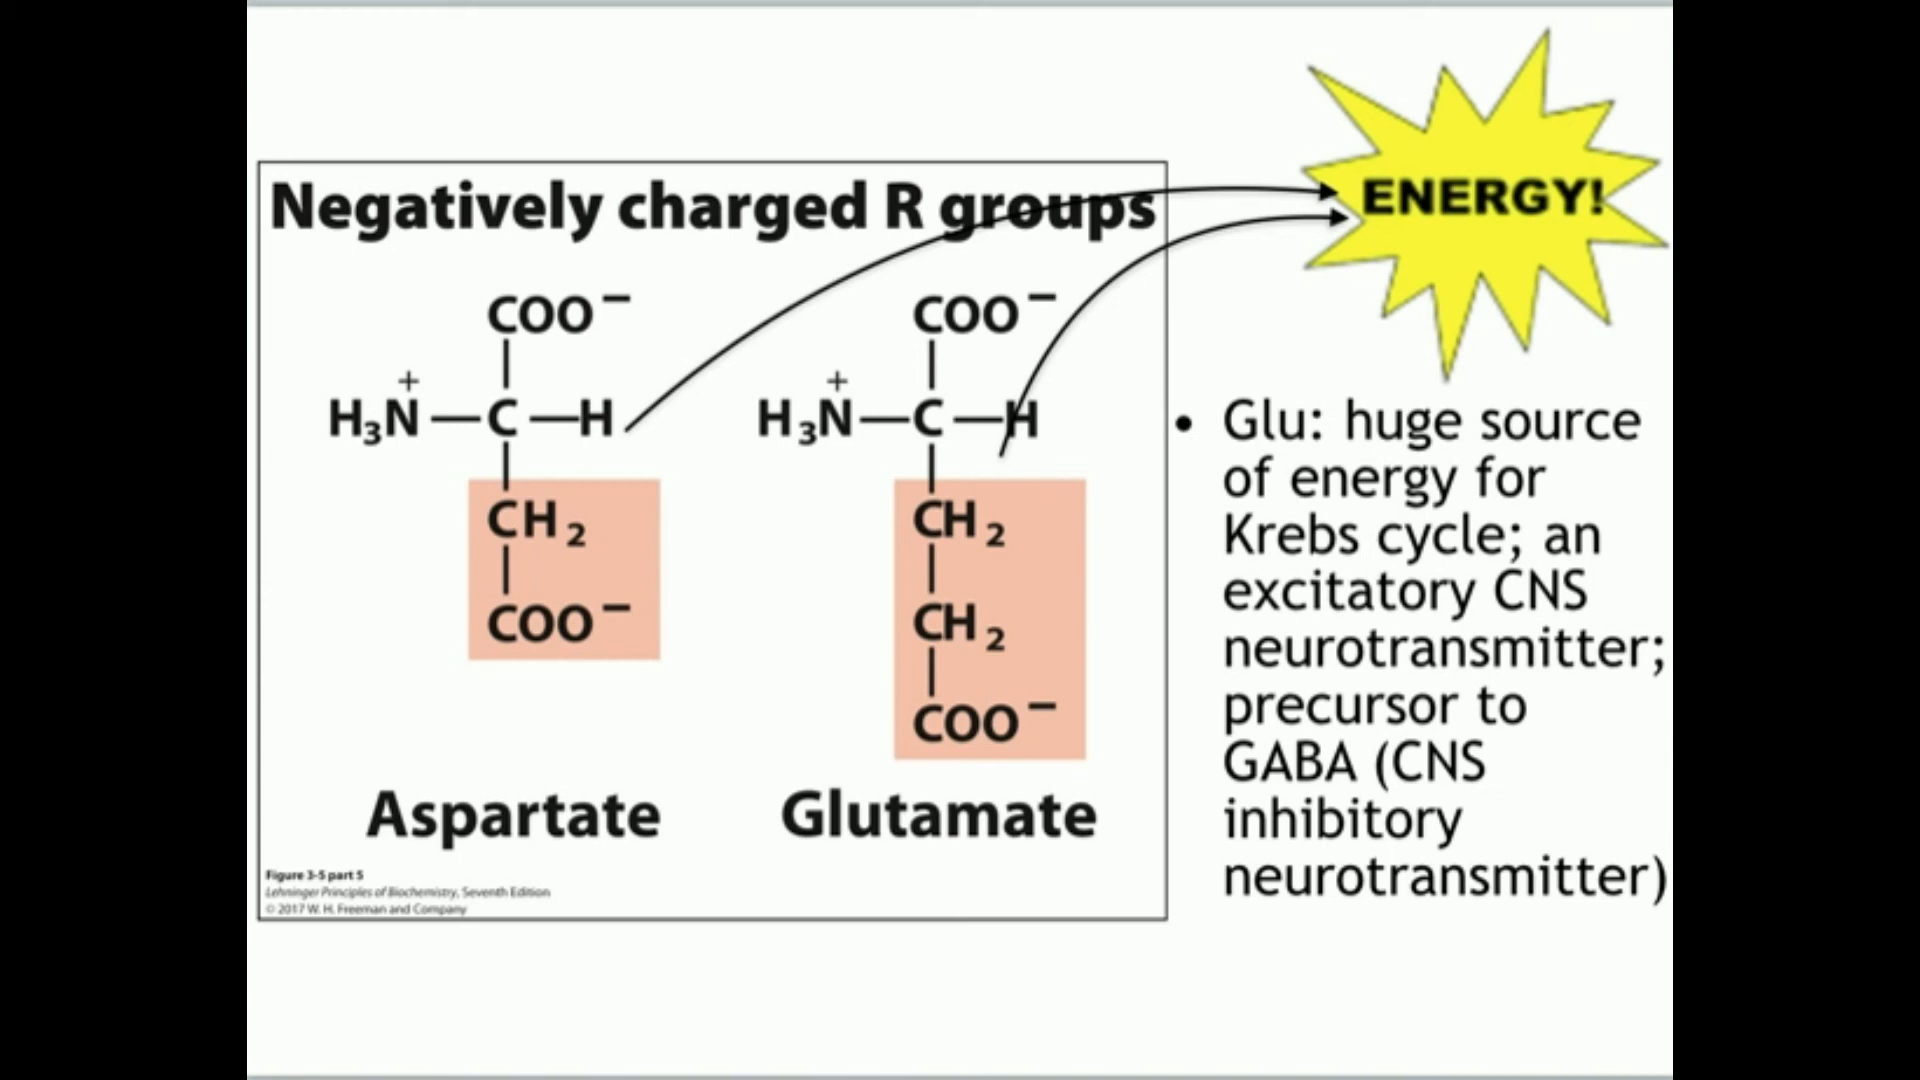 Negatively charged R groups
COO⁻
H₃N⁺—C—H
CH₂
COO⁻
Aspartate
COO⁻
H₃N⁺—C—H
CH₂
CH₂
COO⁻
Glutamate
Figure 3-5 part 5
Lehninger Principles of Biochemistry, Seventh Edition
© 2017 W. H. Freeman and Company
ENERGY!
• Glu: huge source
of energy for
Krebs cycle; an
excitatory CNS
neurotransmitter;
precursor to
GABA (CNS
inhibitory
neurotransmitter)